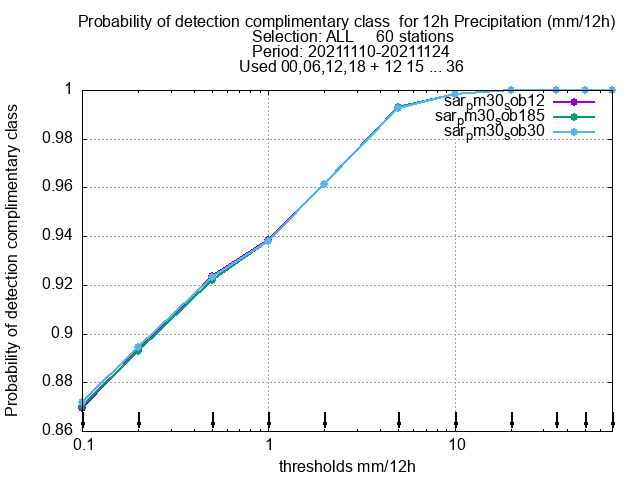 Probability of detection complimentary class  for 12h Precipitation (mm/12h)
Selection: ALL     60 stations
Period: 20211110-20211124
Used 00,06,12,18 + 12 15 ... 36
sarpm30sob12
sarpm30sob185
sarpm30sob30
Probability of detection complimentary class
1
0.98
0.96
0.94
0.92
0.9
0.88
0.86
0.1
1
10
thresholds mm/12h